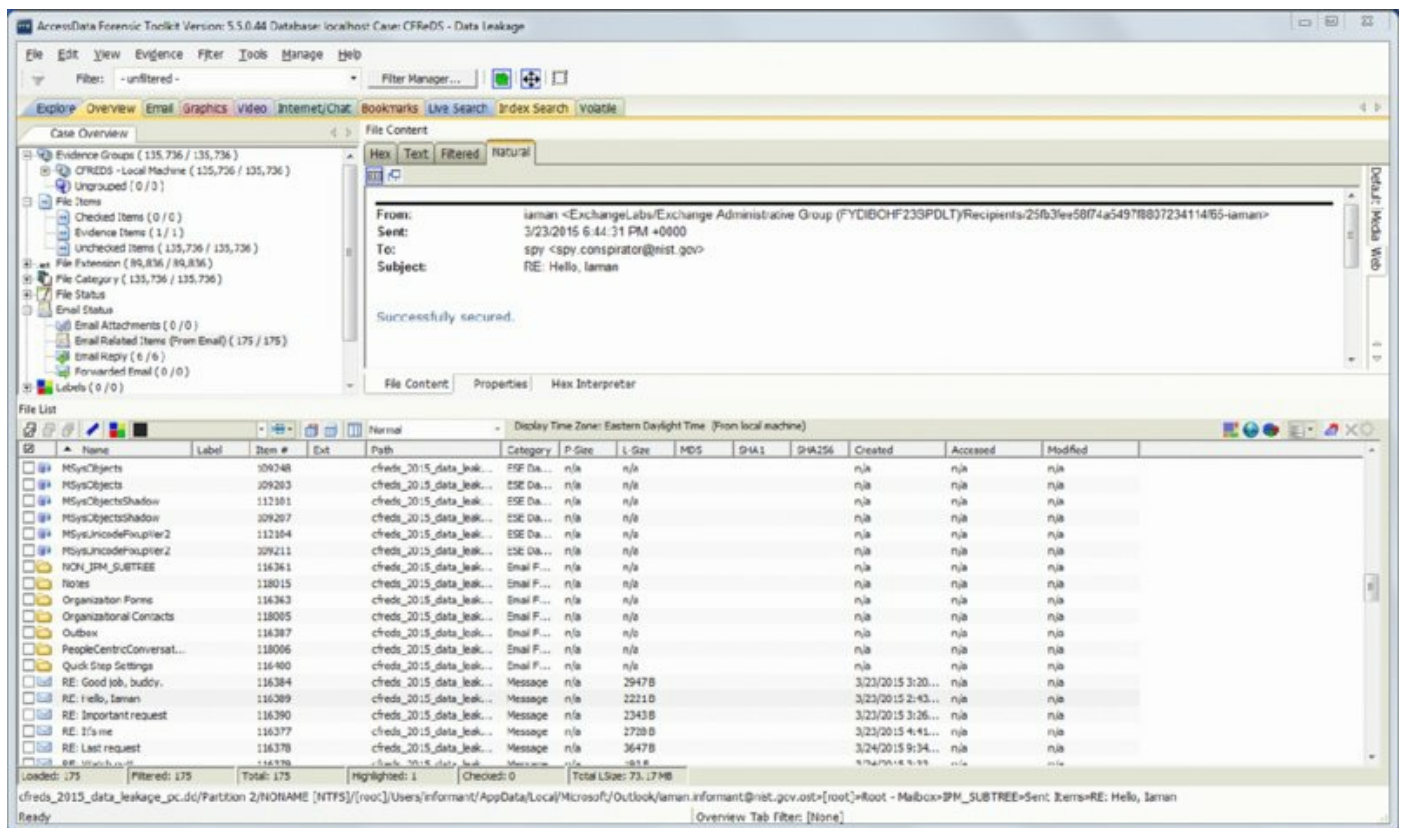 AccessData Forensic Toolkit Version: 5.5.0.44 Database: localhost Case: CFReDS - Data Leakage
File Edit View Evidence Filter Tools Manage Help
Filter: - unfiltered - Filter Manager...
Explore Overview Email Graphics Video Internet/Chat Bookmarks Live Search Index Search Volatile
Case Overview
File Content
Evidence Groups ( 135,736 / 135,736 )
CFREDS - Local Machine ( 135,736 / 135,736 )
Ungrouped ( 0 / 0 )
File Items
Checked Items ( 0 / 0 )
Evidence Items ( 1 / 1 )
Unchecked Items ( 135,736 / 135,736 )
File Extension ( 89,836 / 89,836 )
File Category ( 135,736 / 135,736 )
File Status
Email Status
Email Attachments ( 0 / 0 )
Email Related Items (From Email) ( 175 / 175 )
Email Reply ( 6 / 6 )
Forwarded Email ( 0 / 0 )
Labels ( 0 / 0 )
Hex Text Filtered Natural
From: iaman <ExchangeLabs/Exchange Administrative Group
Sent: 3/23/2015 6:44:31 PM +0000
To: spy <spy.conspirator@nist.gov>
Subject: RE: Hello, Iaman
Successfully secured.
Default: Media Web
File Content Properties Hex Interpreter
File List
Normal Display Time Zone: Eastern Daylight Time (From local machine)
Name Label Item # Ext Path Category P-Size L-Size MD5 SHA1 SHA256 Created Accessed Modified
MSysObjects 109248 cfreds_2015_data_leak... ESE Da... n/a n/a n/a n/a n/a
MSysObjects 109203 cfreds_2015_data_leak... ESE Da... n/a n/a n/a n/a n/a
MSysObjectsShadow 112101 cfreds_2015_data_leak... ESE Da... n/a n/a n/a n/a n/a
MSysObjectsShadow 109207 cfreds_2015_data_leak... ESE Da... n/a n/a n/a n/a n/a
MSysUnicodeFixupVer2 112104 cfreds_2015_data_leak... ESE Da... n/a n/a n/a n/a n/a
MSysUnicodeFixupVer2 109211 cfreds_2015_data_leak... ESE Da... n/a n/a n/a n/a n/a
NON_IPM_SUBTREE 116361 cfreds_2015_data_leak... Email F... n/a n/a n/a n/a n/a
Notes 118015 cfreds_2015_data_leak... Email F... n/a n/a n/a n/a n/a
Organization Forms 116363 cfreds_2015_data_leak... Email F... n/a n/a n/a n/a n/a
Organizational Contacts 118005 cfreds_2015_data_leak... Email F... n/a n/a n/a n/a n/a
Outbox 116387 cfreds_2015_data_leak... Email F... n/a n/a n/a n/a n/a
PeopleCentricConversat... 118006 cfreds_2015_data_leak... Email F... n/a n/a n/a n/a n/a
Quick Step Settings 116400 cfreds_2015_data_leak... Email F... n/a n/a n/a n/a n/a
RE: Good job, buddy. 116384 cfreds_2015_data_leak... Message n/a 2947 B 3/23/2015 3:20... n/a n/a
RE: Hello, Iaman 116389 cfreds_2015_data_leak... Message n/a 2221 B 3/23/2015 2:43... n/a n/a
RE: Important request 116390 cfreds_2015_data_leak... Message n/a 2343 B 3/23/2015 3:26... n/a n/a
RE: It's me 116377 cfreds_2015_data_leak... Message n/a 2728 B 3/23/2015 4:41... n/a n/a
RE: Last request 116378 cfreds_2015_data_leak... Message n/a 3647 B 3/24/2015 9:34... n/a n/a
Loaded: 175 Filtered: 175 Total: 175 Highlighted: 1 Checked: 0 Total LSize: 73.17 MB
cfreds_2015_data_leakage_pc.dd/Partition 2/NONAME [NTFS]/[root]/Users/informant/AppData/Local/Microsoft/Outlook/iaman.informant@nist.gov.ost»[root]»Root - Mailbox»IPM_SUBTREE»Sent Items»RE: Hello, Iaman
Ready Overview Tab Filter: [None]